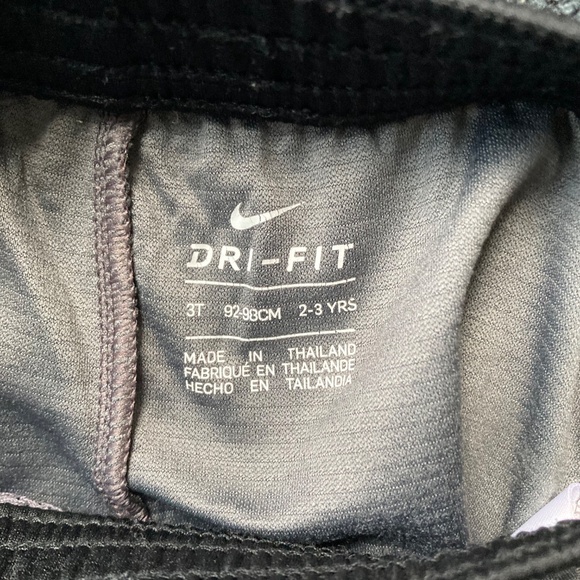 DRI-FIT
3T 92-98CM 2-3 YRS
MADE IN THAILAND
FABRIQUÉ EN THAILANDE
HECHO EN TAILANDIA